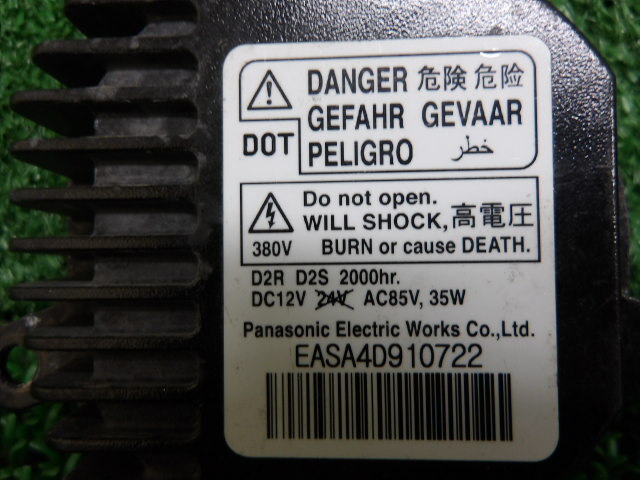 DANGER 危険 危险
GEFAHR GEVAAR
DOT PELIGRO خطر
Do not open.
WILL SHOCK, 高電圧
380V BURN or cause DEATH.
D2R D2S 2000hr.
DC12V 24V AC85V, 35W
Panasonic Electric Works Co.,Ltd.
EASA4D910722